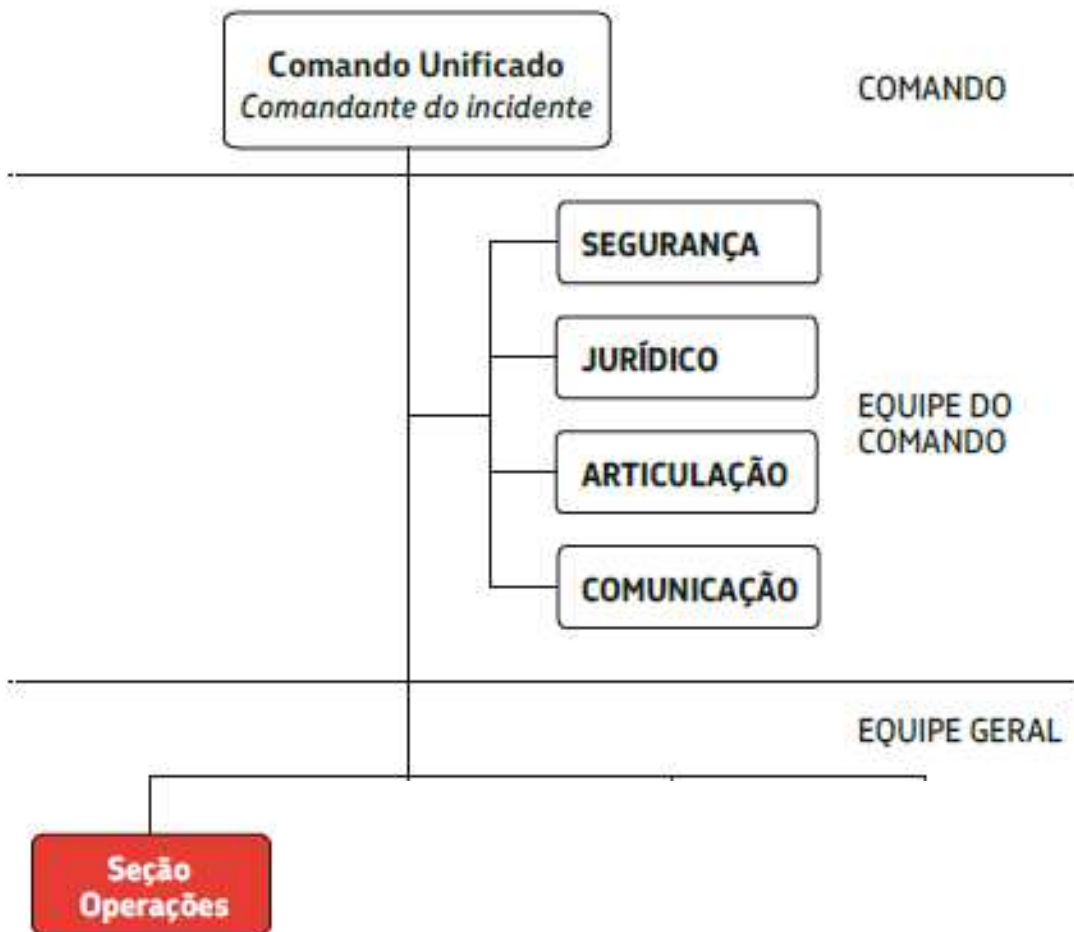 Comando Unificado
Comandante do incidente
COMANDO
SEGURANÇA
JURÍDICO
ARTICULAÇÃO
COMUNICAÇÃO
EQUIPE DO
COMANDO
EQUIPE GERAL
Seção
Operações